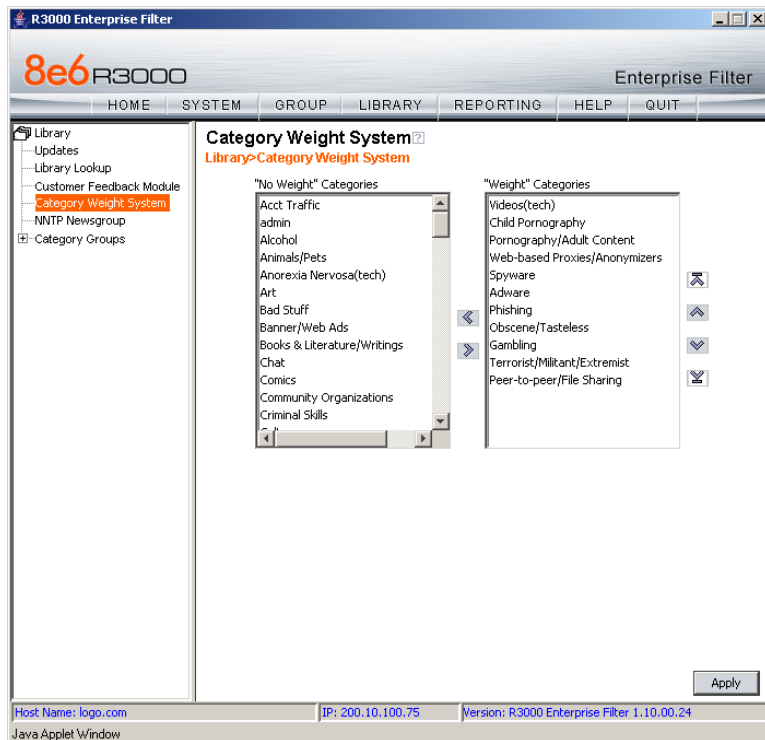 R3000 Enterprise Filter
8e6 R3000
Enterprise Filter
HOME SYSTEM GROUP LIBRARY REPORTING HELP QUIT
Library
Updates
Library Lookup
Customer Feedback Module
Category Weight System
NNTP Newsgroup
Category Groups
Category Weight System
Library>Category Weight System
"No Weight" Categories
Acct Traffic
admin
Alcohol
Animals/Pets
Anorexia Nervosa(tech)
Art
Bad Stuff
Banner/Web Ads
Books & Literature/Writings
Chat
Comics
Community Organizations
Criminal Skills
"Weight" Categories
Videos(tech)
Child Pornography
Pornography/Adult Content
Web-based Proxies/Anonymizers
Spyware
Adware
Phishing
Obscene/Tasteless
Gambling
Terrorist/Militant/Extremist
Peer-to-peer/File Sharing
Apply
Host Name: logo.com
IP: 200.10.100.75
Version: R3000 Enterprise Filter 1.10.00.24
Java Applet Window